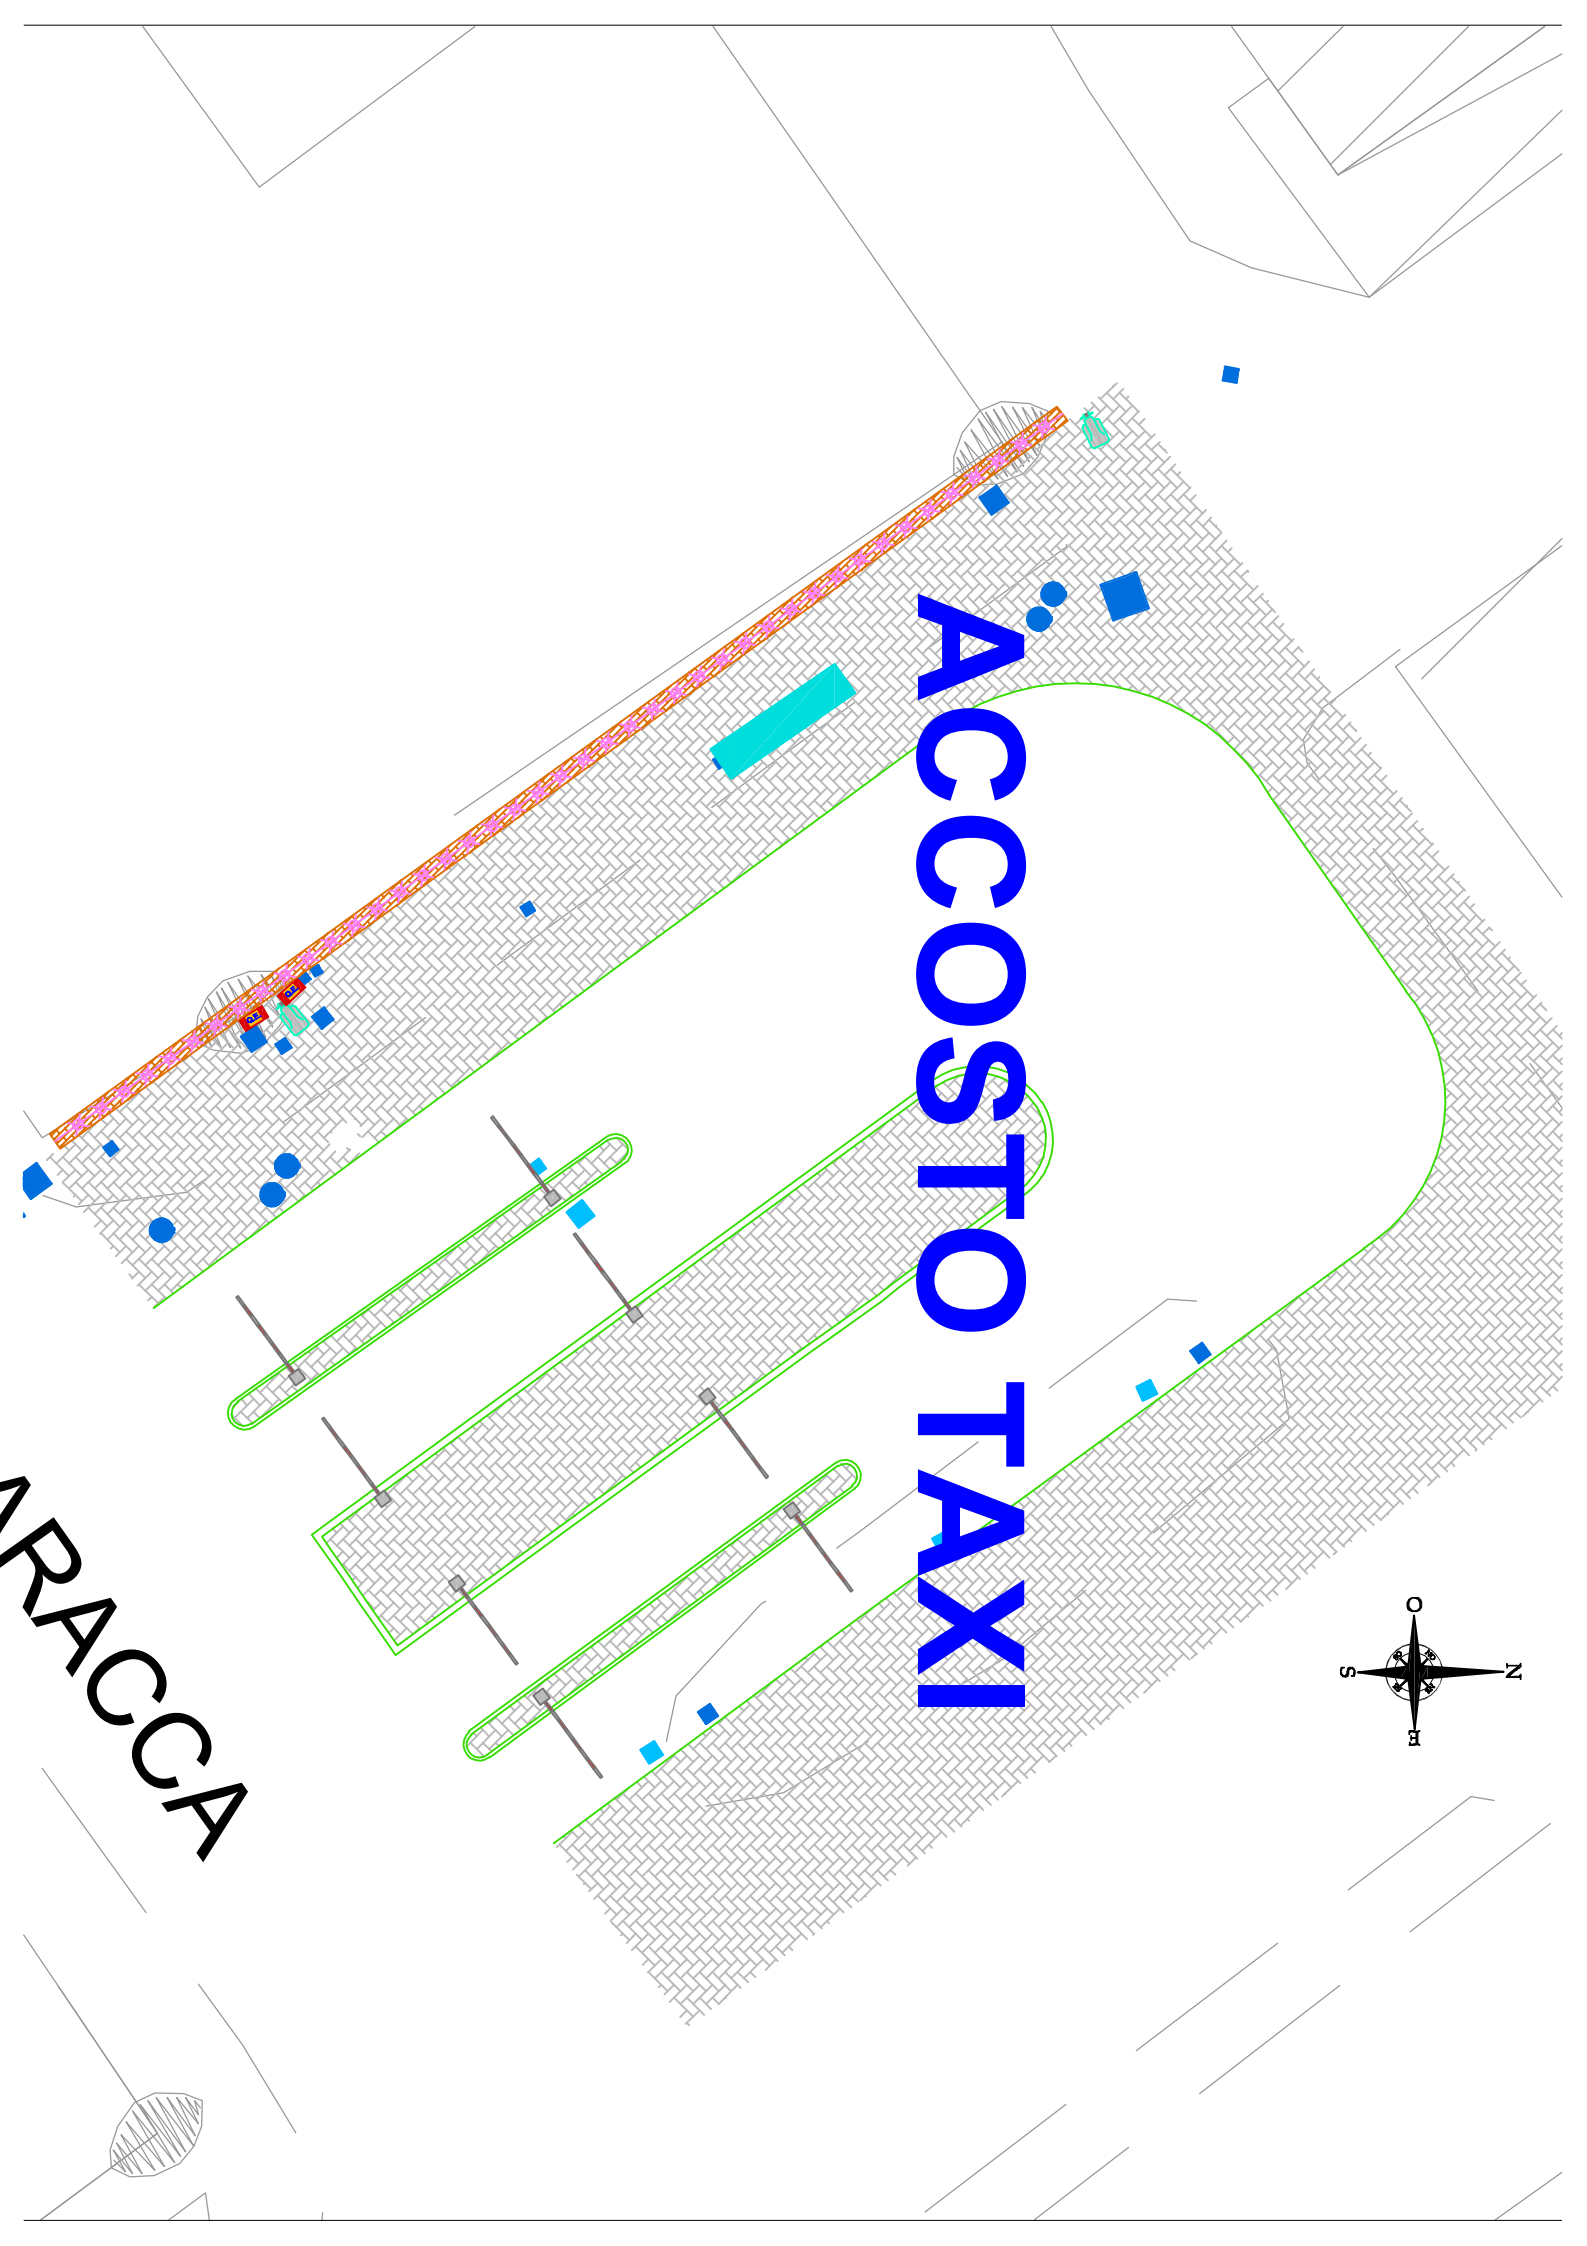 ACCOSTO TAXI
ARACCA
Q.E.
Q.E.
O
S
N
E